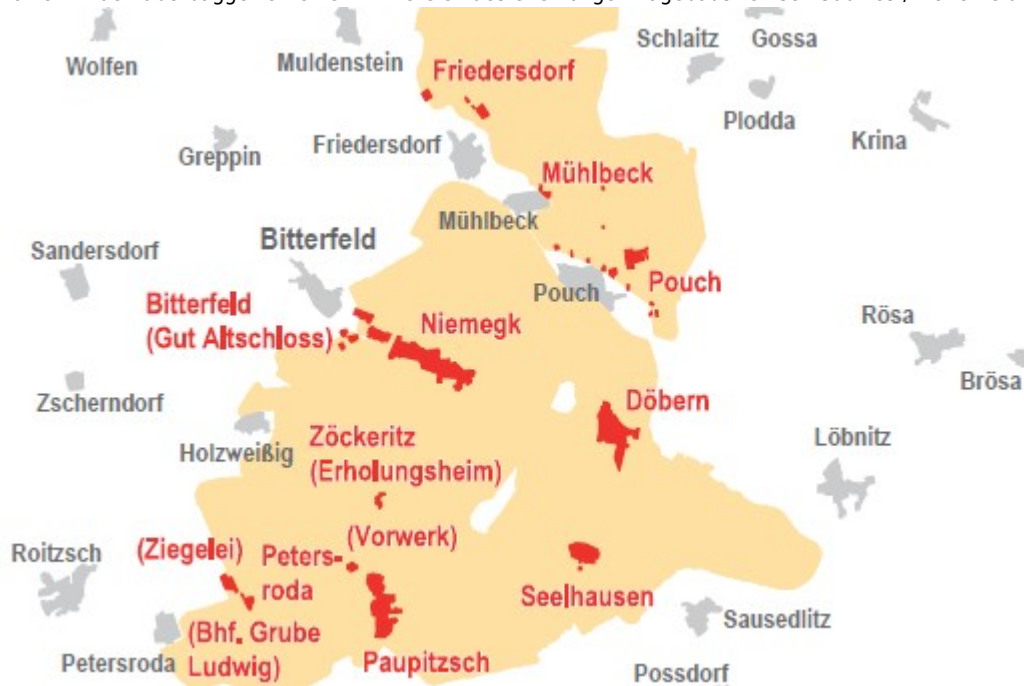 Schlaitz
Gossa
Wolfen
Muldenstein
Friedersdorf
Plodda
Krina
Greppin
Friedersdorf
Mühlbeck
Mühlbeck
Bitterfeld
Sandersdorf
Pouch
Pouch
Bitterfeld
(Gut Altschloss)
Niemegk
Rösa
Brösa
Zscherndorf
Döbern
Löbnitz
Holzweißig
Zöckeritz
(Erholungsheim)
(Vorwerk)
Roitzsch
(Ziegelei)
Peters-
roda
Seelhausen
Sausedlitz
(Bhf. Grube
Ludwig)
Petersroda
Paupitzsch
Possdorf